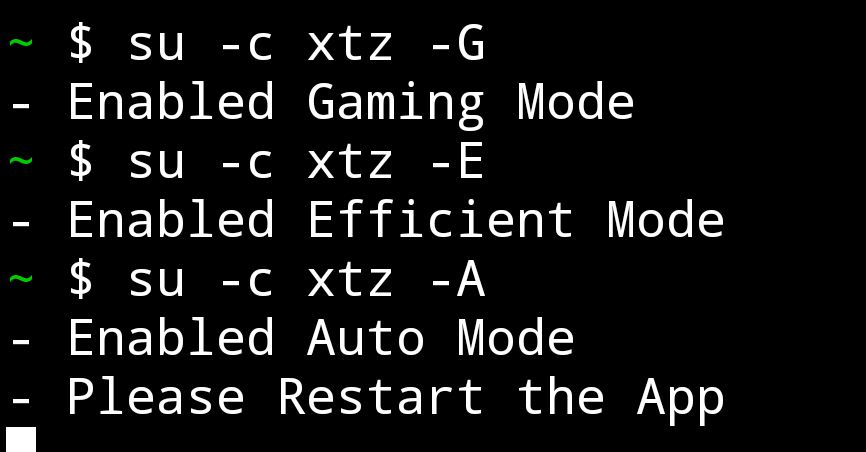 ~ $ su -c xtz -G
- Enabled Gaming Mode
~ $ su -c xtz -E
- Enabled Efficient Mode
~ $ su -c xtz -A
- Enabled Auto Mode
- Please Restart the App